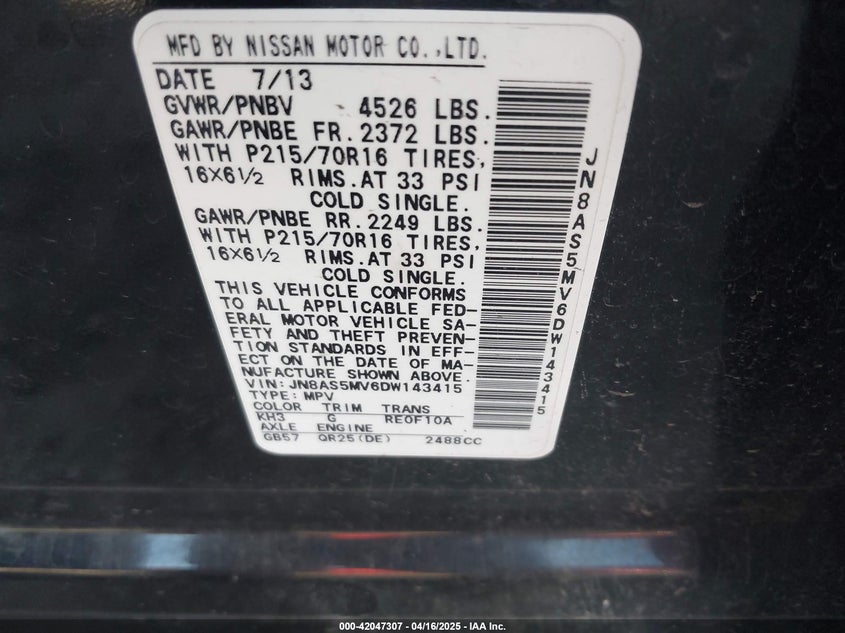 MFD BY NISSAN MOTOR CO.,LTD.
DATE 7/13
GVWR/PNBV 4526 LBS.
GAWR/PNBE FR. 2372 LBS.
WITH P215/70R16 TIRES,
16X6½ RIMS.AT 33 PSI
COLD SINGLE.
GAWR/PNBE RR. 2249 LBS.
WITH P215/70R16 TIRES,
16X6½ RIMS.AT 33 PSI
COLD SINGLE.
THIS VEHICLE CONFORMS
TO ALL APPLICABLE FED-
ERAL MOTOR VEHICLE SA-
FETY AND THEFT PREVEN-
TION STANDARDS IN EFF-
ECT ON THE DATE OF MA-
NUFACTURE SHOWN ABOVE.
VIN: JN8AS5MV6DW143415
TYPE: MPV
COLOR TRIM TRANS
KH3 G RE0F10A
AXLE ENGINE
GB57 QR25(DE) 2488CC
JN8AS5MV6DW143415
000-42047307 - 04/16/2025 - IAA Inc.